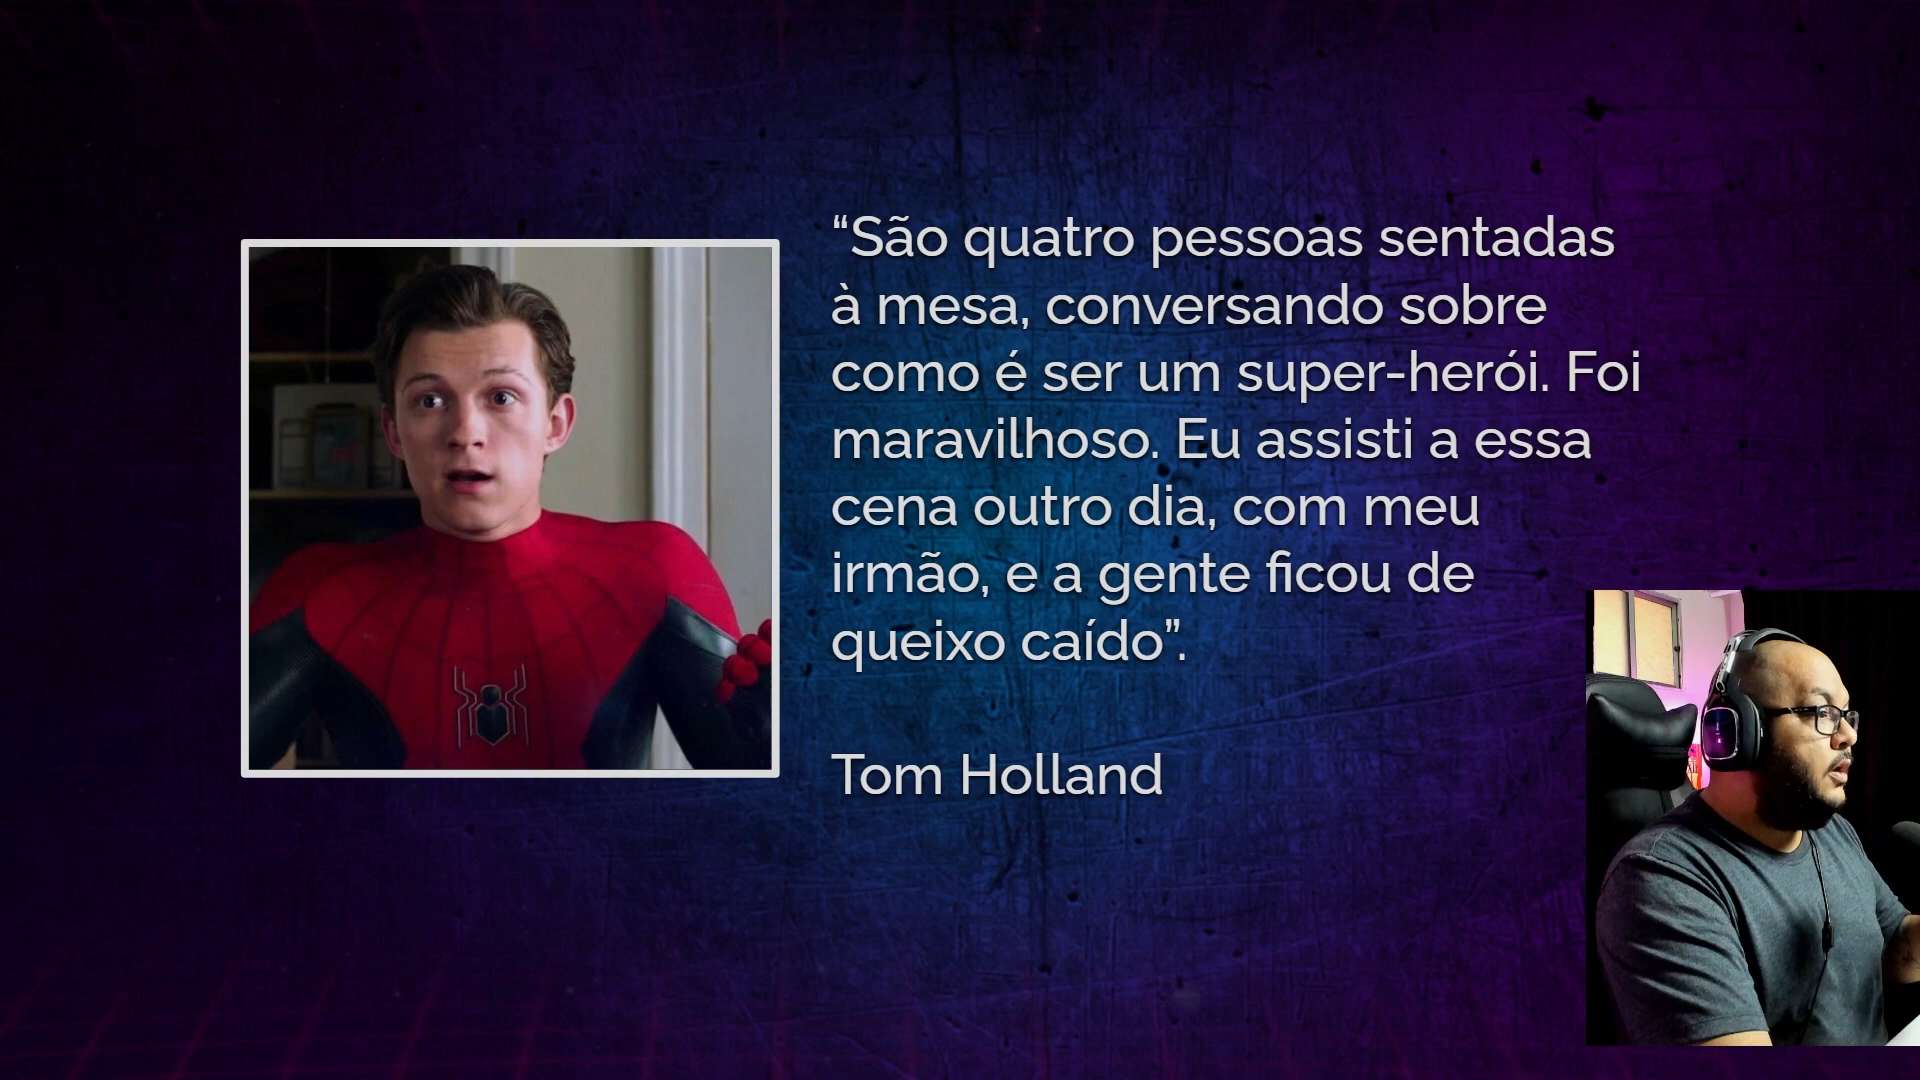 “São quatro pessoas sentadas
à mesa, conversando sobre
como é ser um super-herói. Foi
maravilhoso. Eu assisti a essa
cena outro dia, com meu
irmão, e a gente ficou de
queixo caído”.
Tom Holland